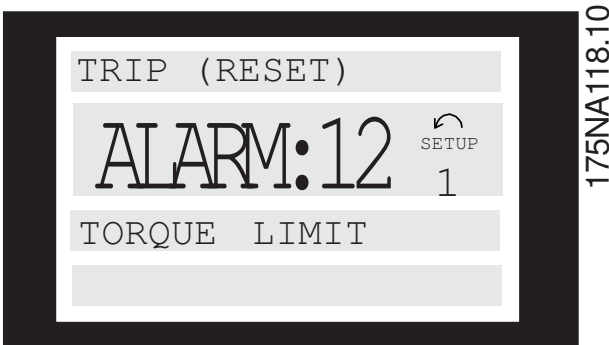 TRIP (RESET)
ALARM:12
SETUP
1
TORQUE LIMIT
175NA118.10